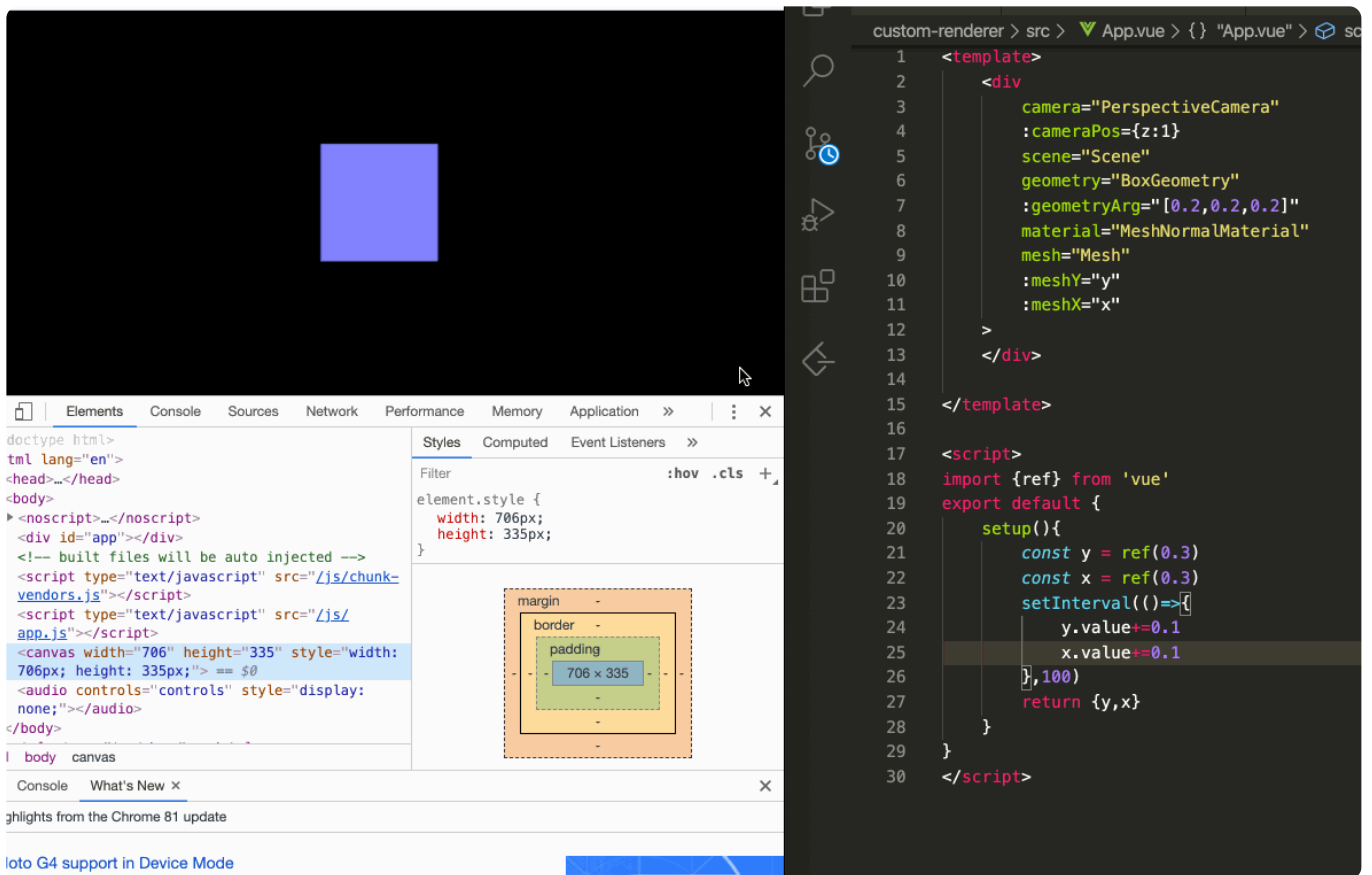 Elements Console Sources Network Performance Memory Application »
doctype html>
tml lang="en">
<head>…</head>
<body>
<noscript>…</noscript>
<div id="app"></div>
<!-- built files will be auto injected -->
<script type="text/javascript" src="/js/chunk-
vendors.js"></script>
<script type="text/javascript" src="/js/
app.js"></script>
<canvas width="706" height="335" style="width:
706px; height: 335px;"> == $0
<audio controls="controls" style="display:
none;"></audio>
</body>
body canvas
Styles Computed Event Listeners »
Filter :hov .cls +
element.style {
width: 706px;
height: 335px;
}
margin -
border -
padding
- - - 706 × 335 - - -
-
-
-
Console What's New ×
ghlights from the Chrome 81 update
loto G4 support in Device Mode
custom-renderer > src > App.vue > {} "App.vue" > sc
1 <template>
2 <div
3 camera="PerspectiveCamera"
4 :cameraPos={z:1}
5 scene="Scene"
6 geometry="BoxGeometry"
7 :geometryArg="[0.2,0.2,0.2]"
8 material="MeshNormalMaterial"
9 mesh="Mesh"
10 :meshY="y"
11 :meshX="x"
12 >
13 </div>
14
15 </template>
16
17 <script>
18 import {ref} from 'vue'
19 export default {
20 setup(){
21 const y = ref(0.3)
22 const x = ref(0.3)
23 setInterval(()=>{
24 y.value+=0.1
25 x.value+=0.1
26 },100)
27 return {y,x}
28 }
29 }
30 </script>